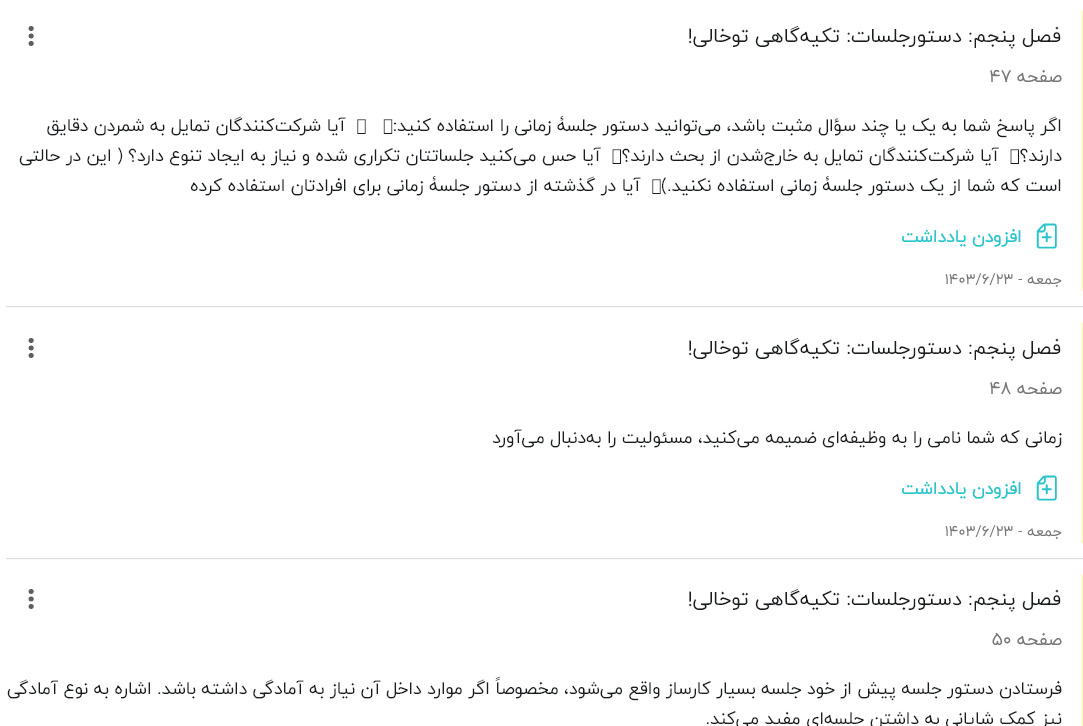 فصل پنجم: دستورجلسات: تکیه‌گاهی توخالی!
صفحه ۴۷
اگر پاسخ شما به یک یا چند سؤال مثبت باشد، می‌توانید دستور جلسهٔ زمانی را استفاده کنید:▯ ▯ آیا شرکت‌کنندگان تمایل به شمردن دقایق
دارند؟▯ آیا شرکت‌کنندگان تمایل به خارج‌شدن از بحث دارند؟▯ آیا حس می‌کنید جلساتتان تکراری شده و نیاز به ایجاد تنوع دارد؟ ( این در حالتی
است که شما از یک دستور جلسهٔ زمانی استفاده نکنید.)▯ آیا در گذشته از دستور جلسهٔ زمانی برای افرادتان استفاده کرده
افزودن یادداشت
جمعه - ۱۴۰۳/۶/۲۳
فصل پنجم: دستورجلسات: تکیه‌گاهی توخالی!
صفحه ۴۸
زمانی که شما نامی را به وظیفه‌ای ضمیمه می‌کنید، مسئولیت را به‌دنبال می‌آورد
افزودن یادداشت
جمعه - ۱۴۰۳/۶/۲۳
فصل پنجم: دستورجلسات: تکیه‌گاهی توخالی!
صفحه ۵۰
فرستادن دستور جلسه پیش از خود جلسه بسیار کارساز واقع می‌شود، مخصوصاً اگر موارد داخل آن نیاز به آمادگی داشته باشد. اشاره به نوع آمادگی
نیز کمک شایانی به داشتن جلسه‌ای مفید می‌کند.